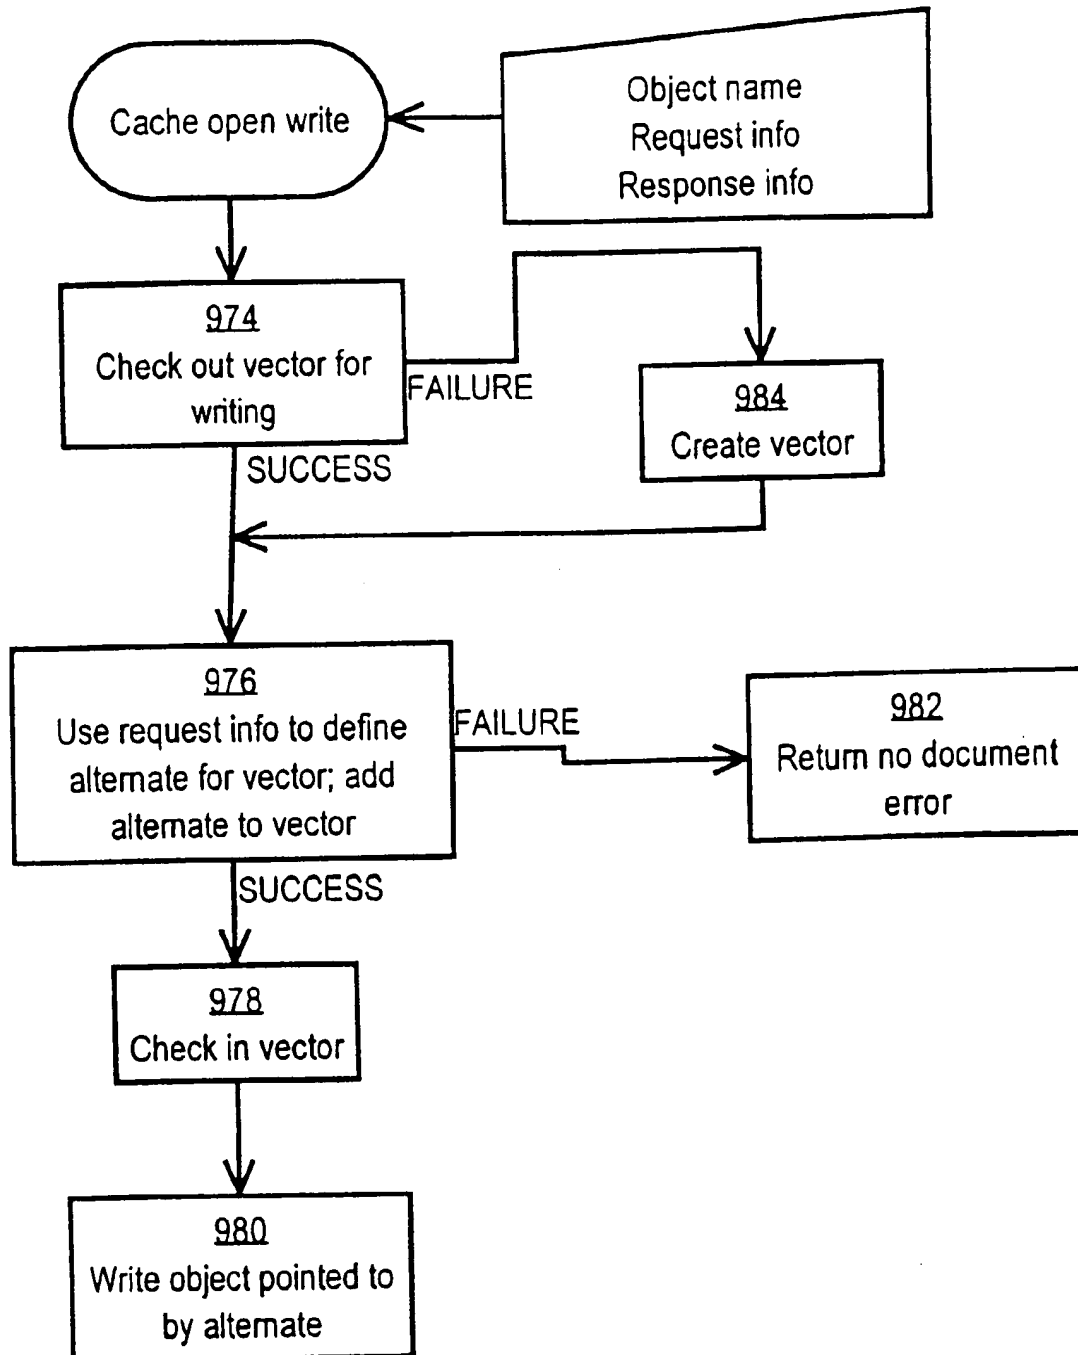 Cache open write
Object name
Request info
Response info
974
Check out vector for
writing
FAILURE
SUCCESS
984
Create vector
976
Use request info to define
alternate for vector; add
alternate to vector
FAILURE
SUCCESS
982
Return no document
error
978
Check in vector
980
Write object pointed to
by alternate